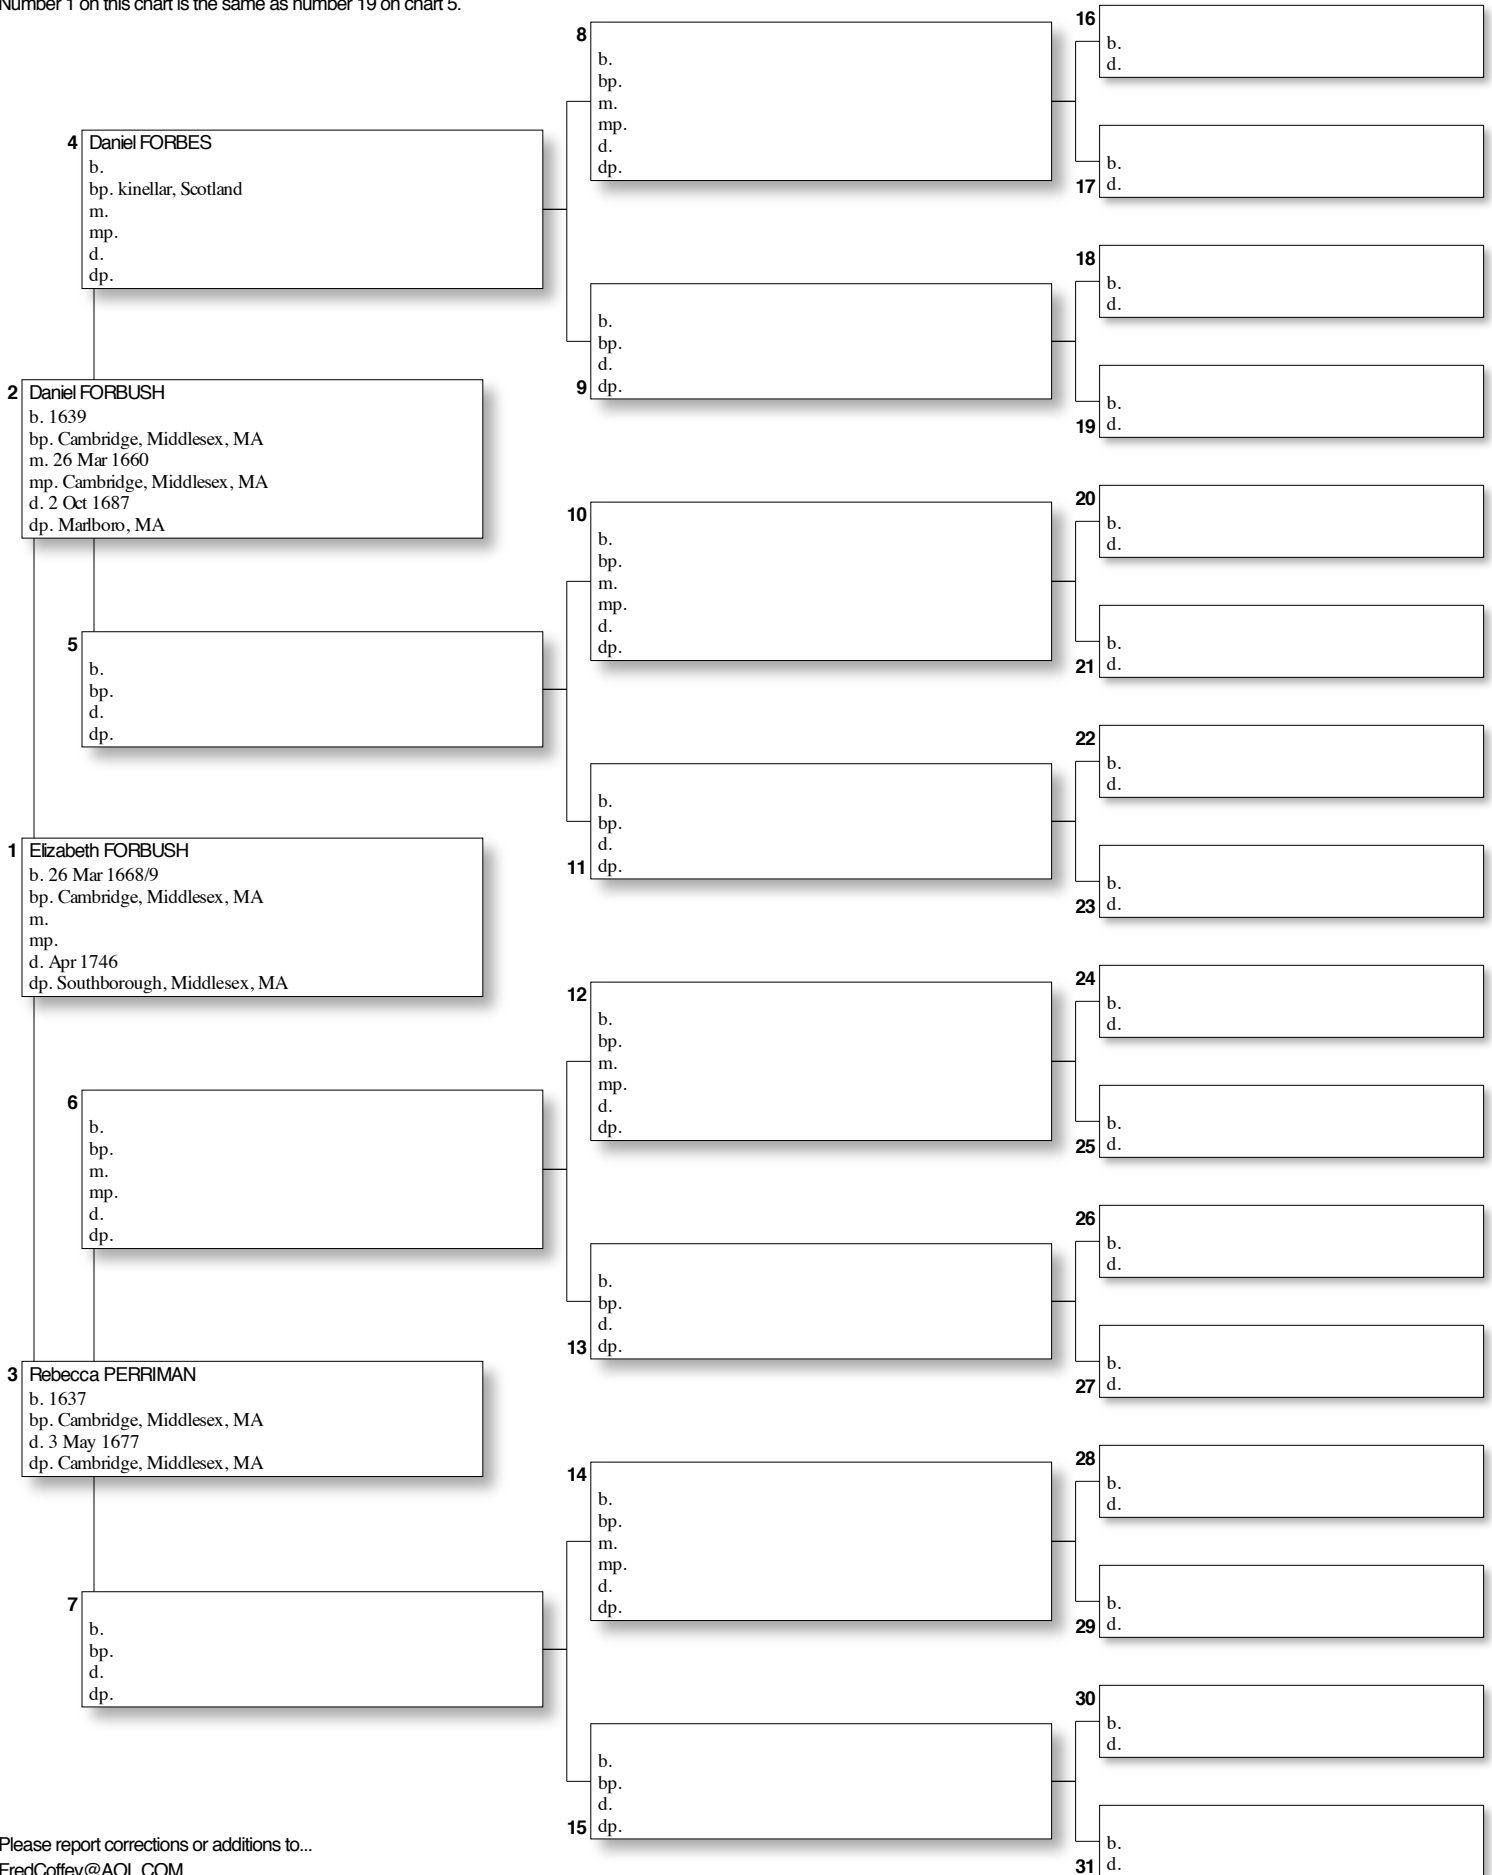 Number 1 on this chart is the same as number 19 on chart 5.
1 Elizabeth FORBUSH
b. 26 Mar 1668/9
bp. Cambridge, Middlesex, MA
m.
mp.
d. Apr 1746
dp. Southborough, Middlesex, MA
2 Daniel FORBUSH
b. 1639
bp. Cambridge, Middlesex, MA
m. 26 Mar 1660
mp. Cambridge, Middlesex, MA
d. 2 Oct 1687
dp. Marlboro, MA
3 Rebecca PERRIMAN
b. 1637
bp. Cambridge, Middlesex, MA
d. 3 May 1677
dp. Cambridge, Middlesex, MA
4 Daniel FORBES
b.
bp. kinellar, Scotland
m.
mp.
d.
dp.
5
b.
bp.
d.
dp.
6
b.
bp.
m.
mp.
d.
dp.
7
b.
bp.
d.
dp.
8
b.
bp.
m.
mp.
d.
dp.
b.
bp.
d.
9 dp.
10
b.
bp.
m.
mp.
d.
dp.
b.
bp.
d.
11 dp.
12
b.
bp.
m.
mp.
d.
dp.
b.
bp.
d.
13 dp.
14
b.
bp.
m.
mp.
d.
dp.
b.
bp.
d.
15 dp.
16
b.
d.
b.
17 d.
18
b.
d.
b.
19 d.
20
b.
d.
b.
21 d.
22
b.
d.
b.
23 d.
24
b.
d.
b.
25 d.
26
b.
d.
b.
27 d.
28
b.
d.
b.
29 d.
30
b.
d.
b.
31 d.
Please report corrections or additions to...
FredCoffey@AOL.COM